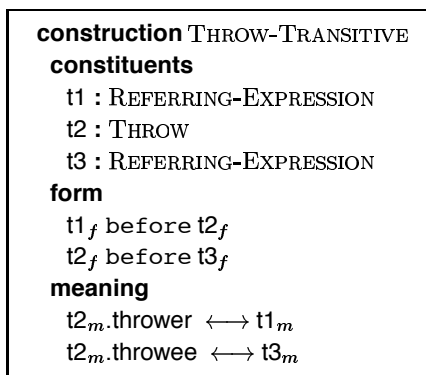 construction THROW-TRANSITIVE
constituents
t1 : REFERRING-EXPRESSION
t2 : THROW
t3 : REFERRING-EXPRESSION
form
t1f before t2f
t2f before t3f
meaning
t2m.thrower ⟷ t1m
t2m.throwee ⟷ t3m